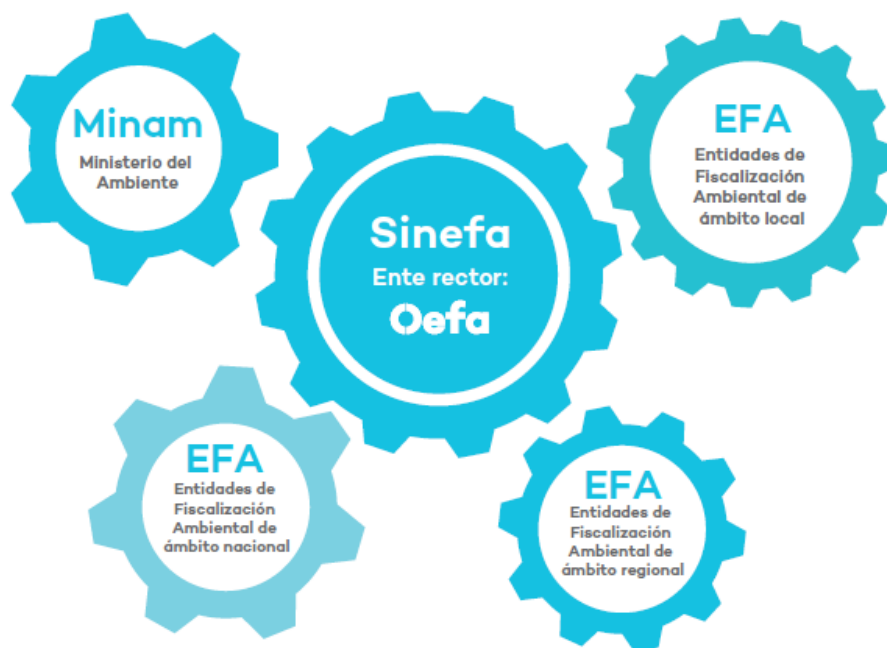 Minam
Ministerio del
Ambiente
Sinefa
Ente rector:
Oefa
EFA
Entidades de
Fiscalización
Ambiental de
ámbito local
EFA
Entidades de
Fiscalización
Ambiental de
ámbito nacional
EFA
Entidades de
Fiscalización
Ambiental de
ámbito regional